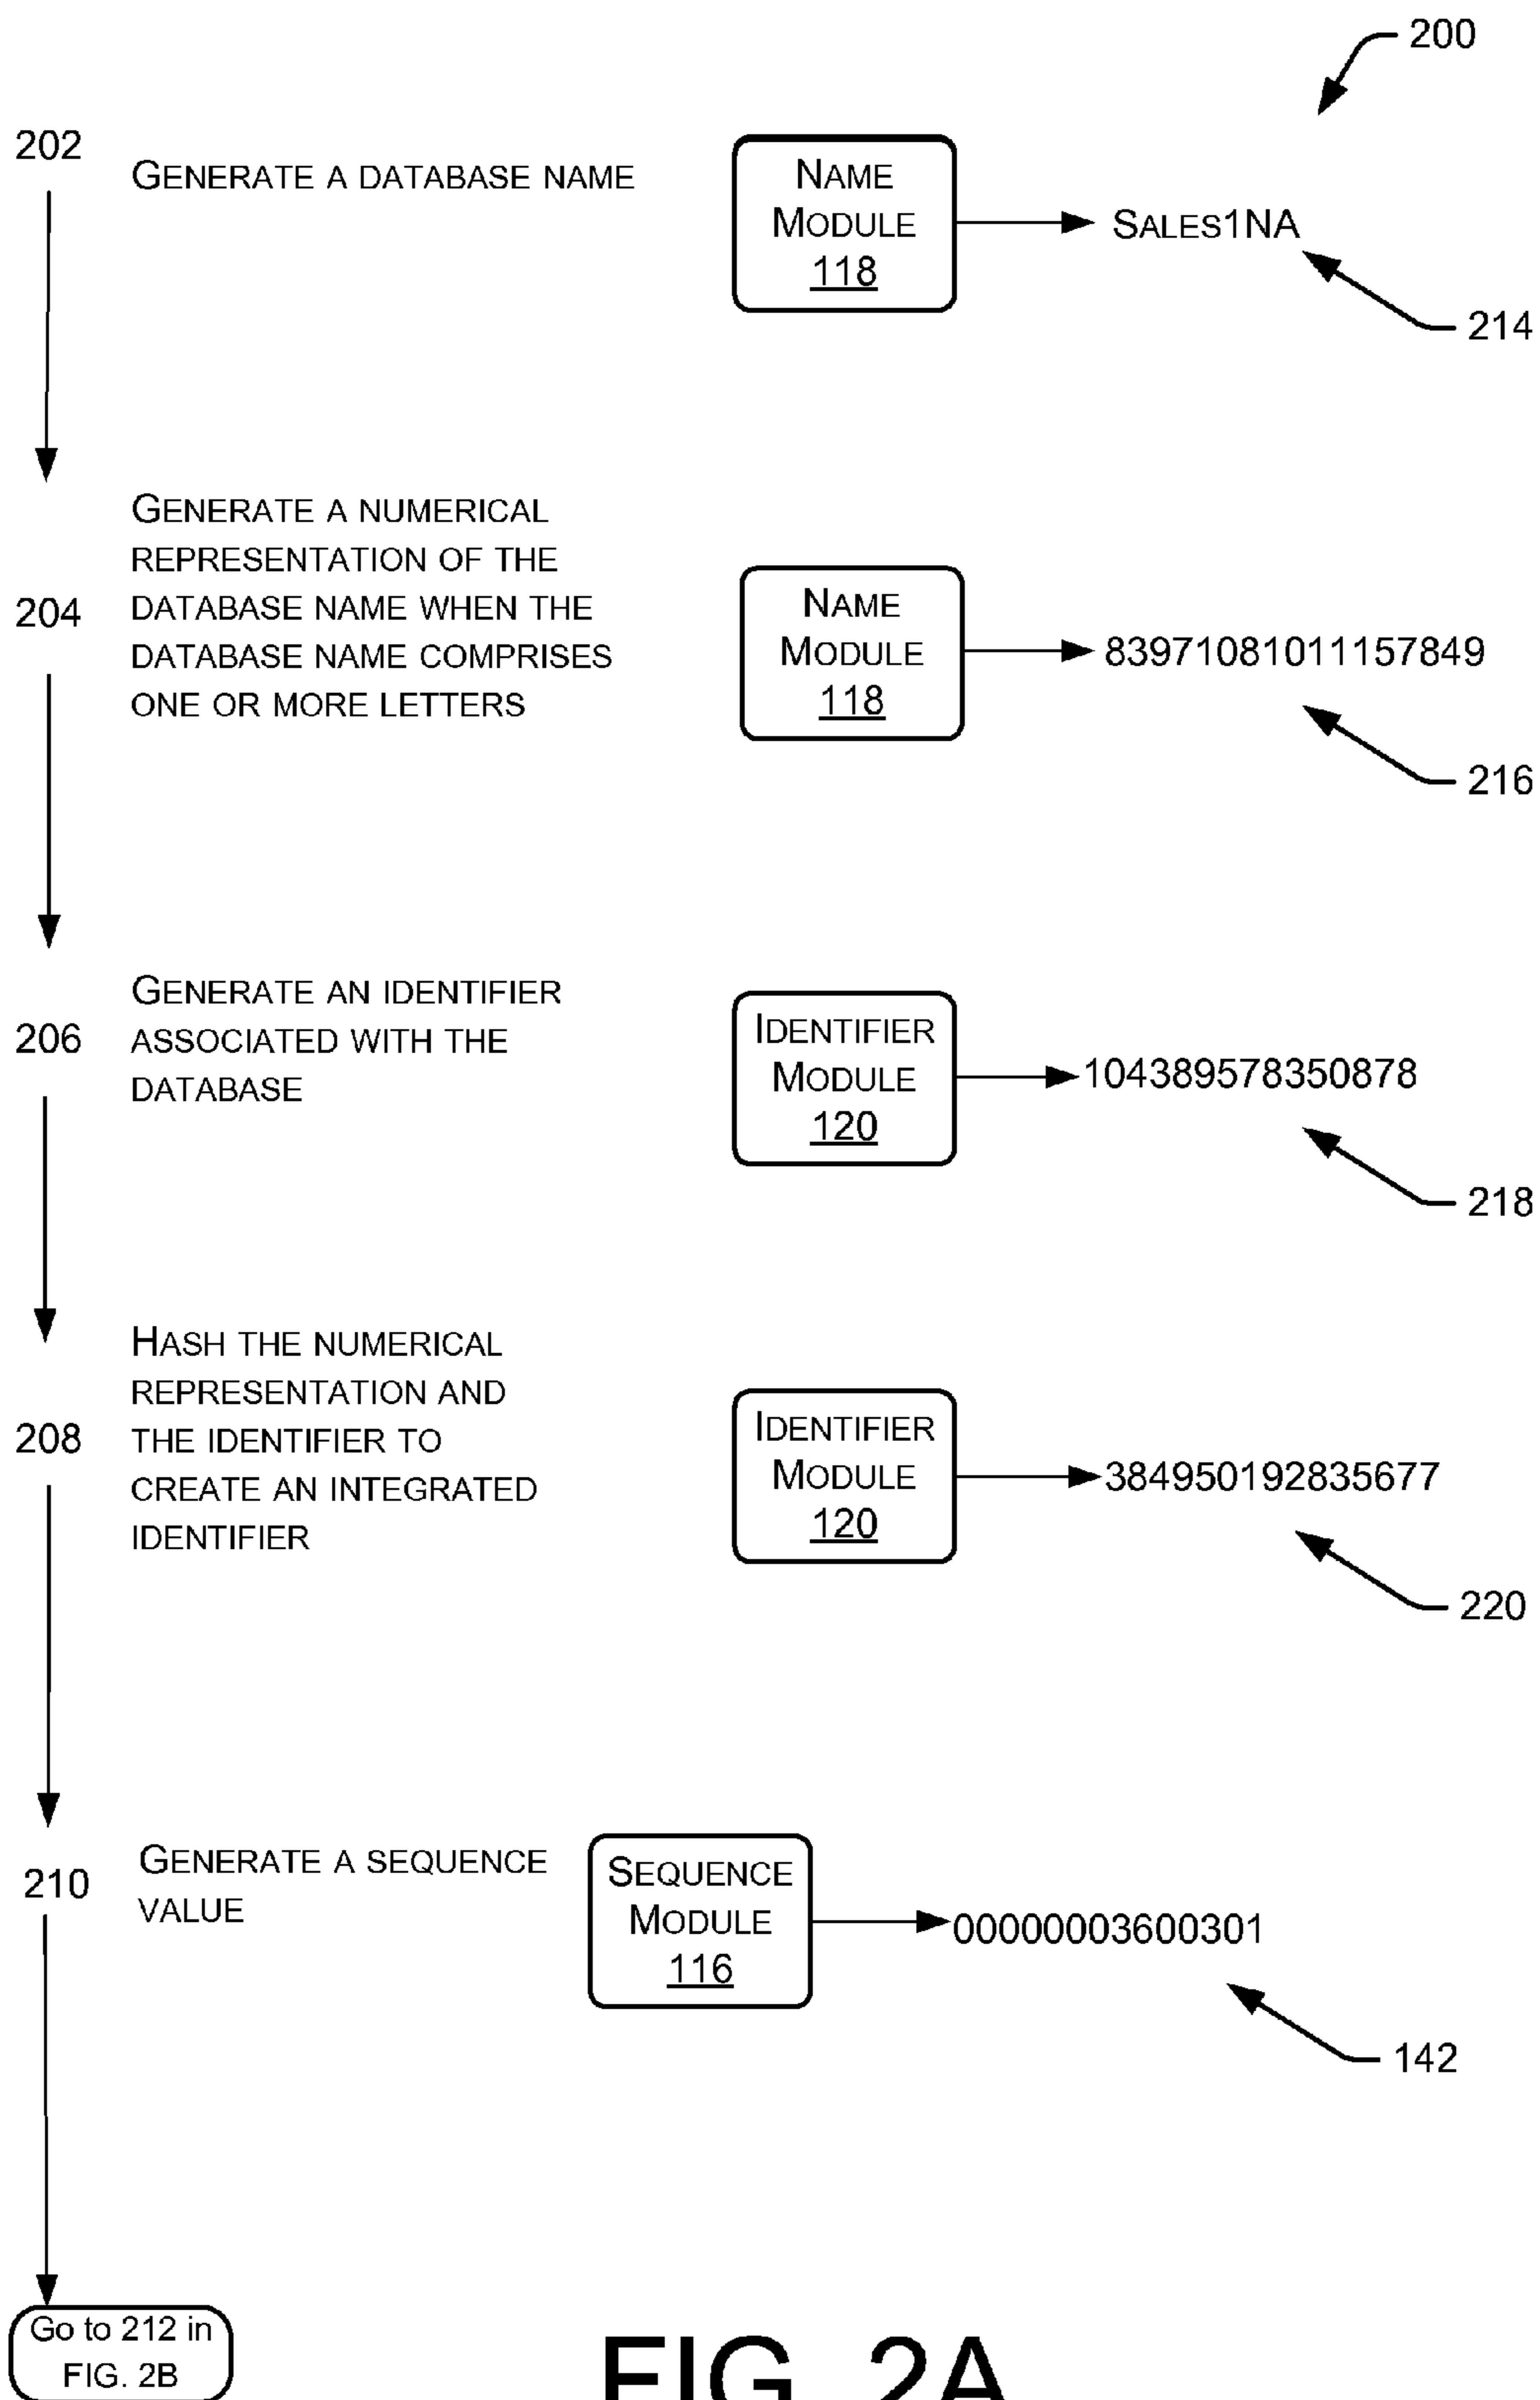 200
202
GENERATE A DATABASE NAME
NAME
MODULE
118
SALES1NA
214
204
GENERATE A NUMERICAL
REPRESENTATION OF THE
DATABASE NAME WHEN THE
DATABASE NAME COMPRISES
ONE OR MORE LETTERS
NAME
MODULE
118
83971081011157849
216
206
GENERATE AN IDENTIFIER
ASSOCIATED WITH THE
DATABASE
IDENTIFIER
MODULE
120
104389578350878
218
208
HASH THE NUMERICAL
REPRESENTATION AND
THE IDENTIFIER TO
CREATE AN INTEGRATED
IDENTIFIER
IDENTIFIER
MODULE
120
384950192835677
220
210
GENERATE A SEQUENCE
VALUE
SEQUENCE
MODULE
116
00000003600301
142
Go to 212 in
FIG. 2B
FIG. 2A